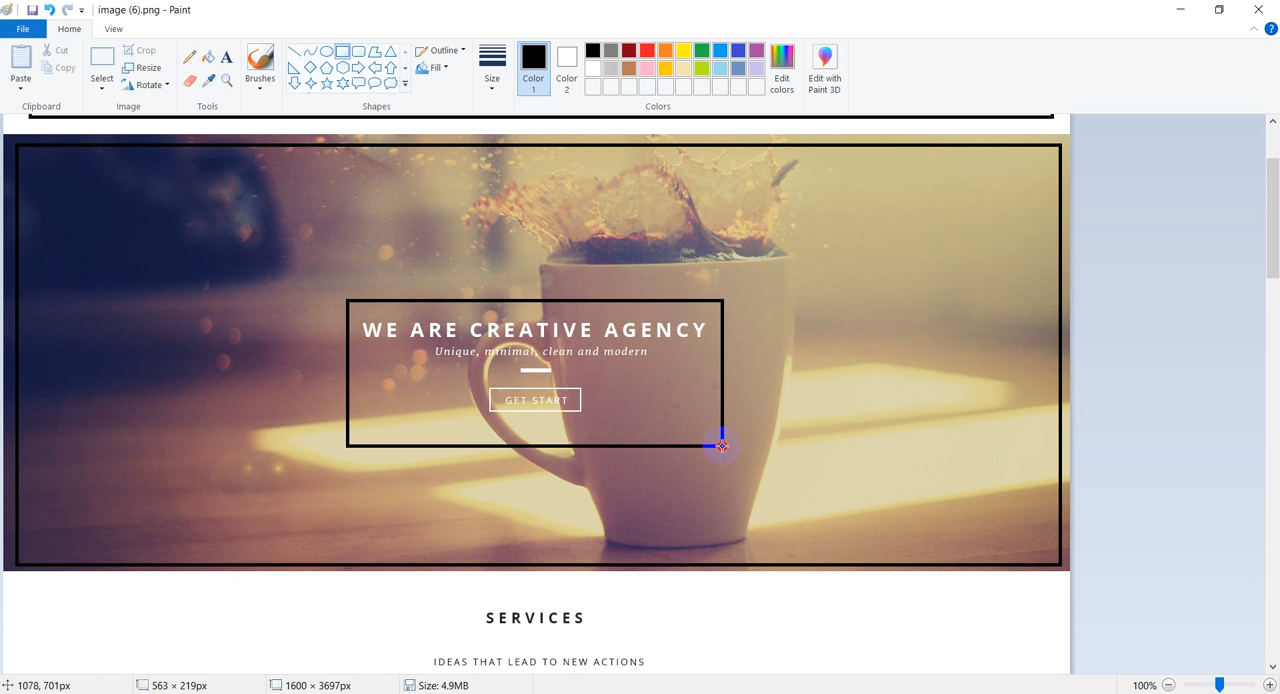 image (6).png - Paint
File
Home
View
Paste
Cut
Copy
Clipboard
Select
Crop
Resize
Rotate
Image
Tools
Brushes
Shapes
Outline
Fill
Size
Color
1
Color
2
Edit
colors
Colors
Edit with
Paint 3D
WE ARE CREATIVE AGENCY
Unique, minimal, clean and modern
GET START
SERVICES
IDEAS THAT LEAD TO NEW ACTIONS
1078, 701px
563 × 219px
1600 × 3697px
Size: 4.9MB
100%